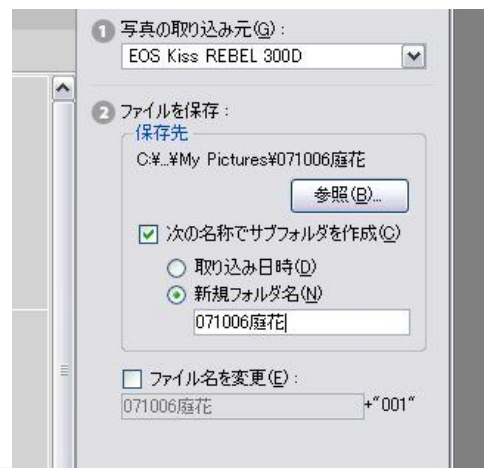 1 写真の取り込み元(G):
EOS Kiss REBEL 300D
2 ファイルを保存:
保存先
C:¥...¥My Pictures¥071006庭花
参照(B)...
次の名称でサブフォルダを作成(C)
取り込み日時(D)
新規フォルダ名(N)
071006庭花
ファイル名を変更(E):
071006庭花 +"001"